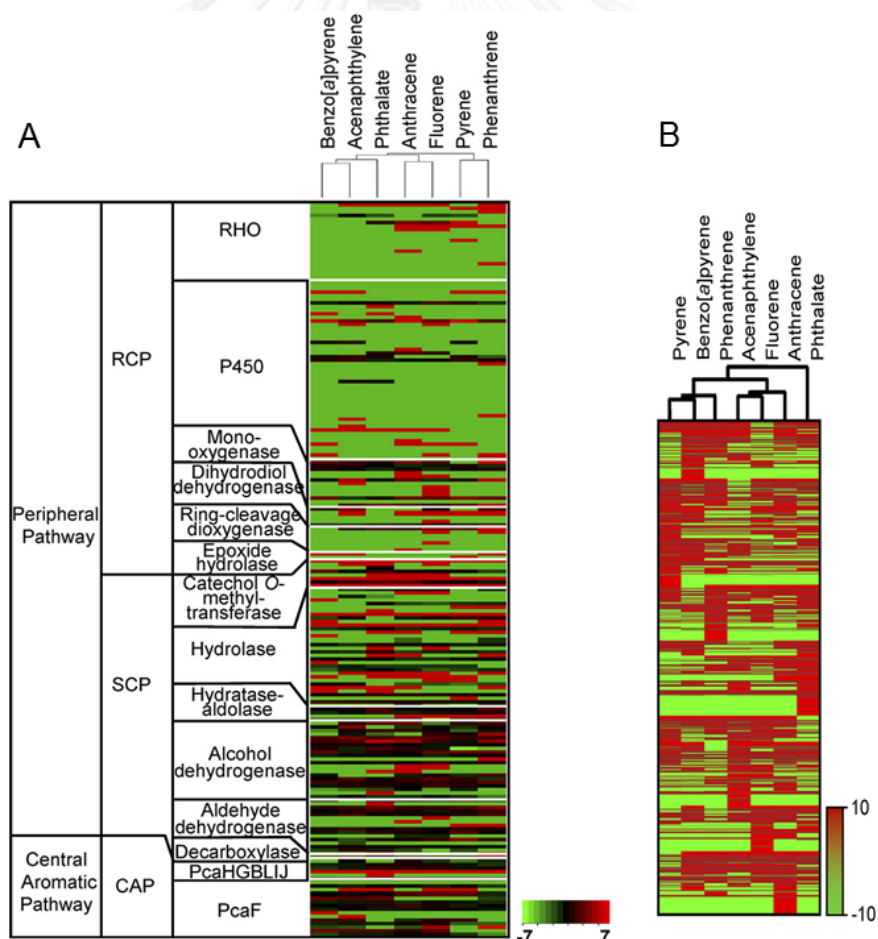 A
Benzo[a]pyrene
Acenaphthylene
Phthalate
Anthracene
Fluorene
Pyrene
Phenanthrene
Peripheral
Pathway
RCP
RHO
P450
Mono-
oxygenase
Dihydrodiol
dehydrogenase
Ring-cleavage
dioxygenase
Epoxide
hydrolase
SCP
Catechol O-
methyl-
transferase
Hydrolase
Hydratase-
aldolase
Alcohol
dehydrogenase
Aldehyde
dehydrogenase
Decarboxylase
Central
Aromatic
Pathway
CAP
PcaHGBLIJ
PcaF
-7
7
B
Pyrene
Benzo[a]pyrene
Phenanthrene
Acenaphthylene
Fluorene
Anthracene
Phthalate
10
-10